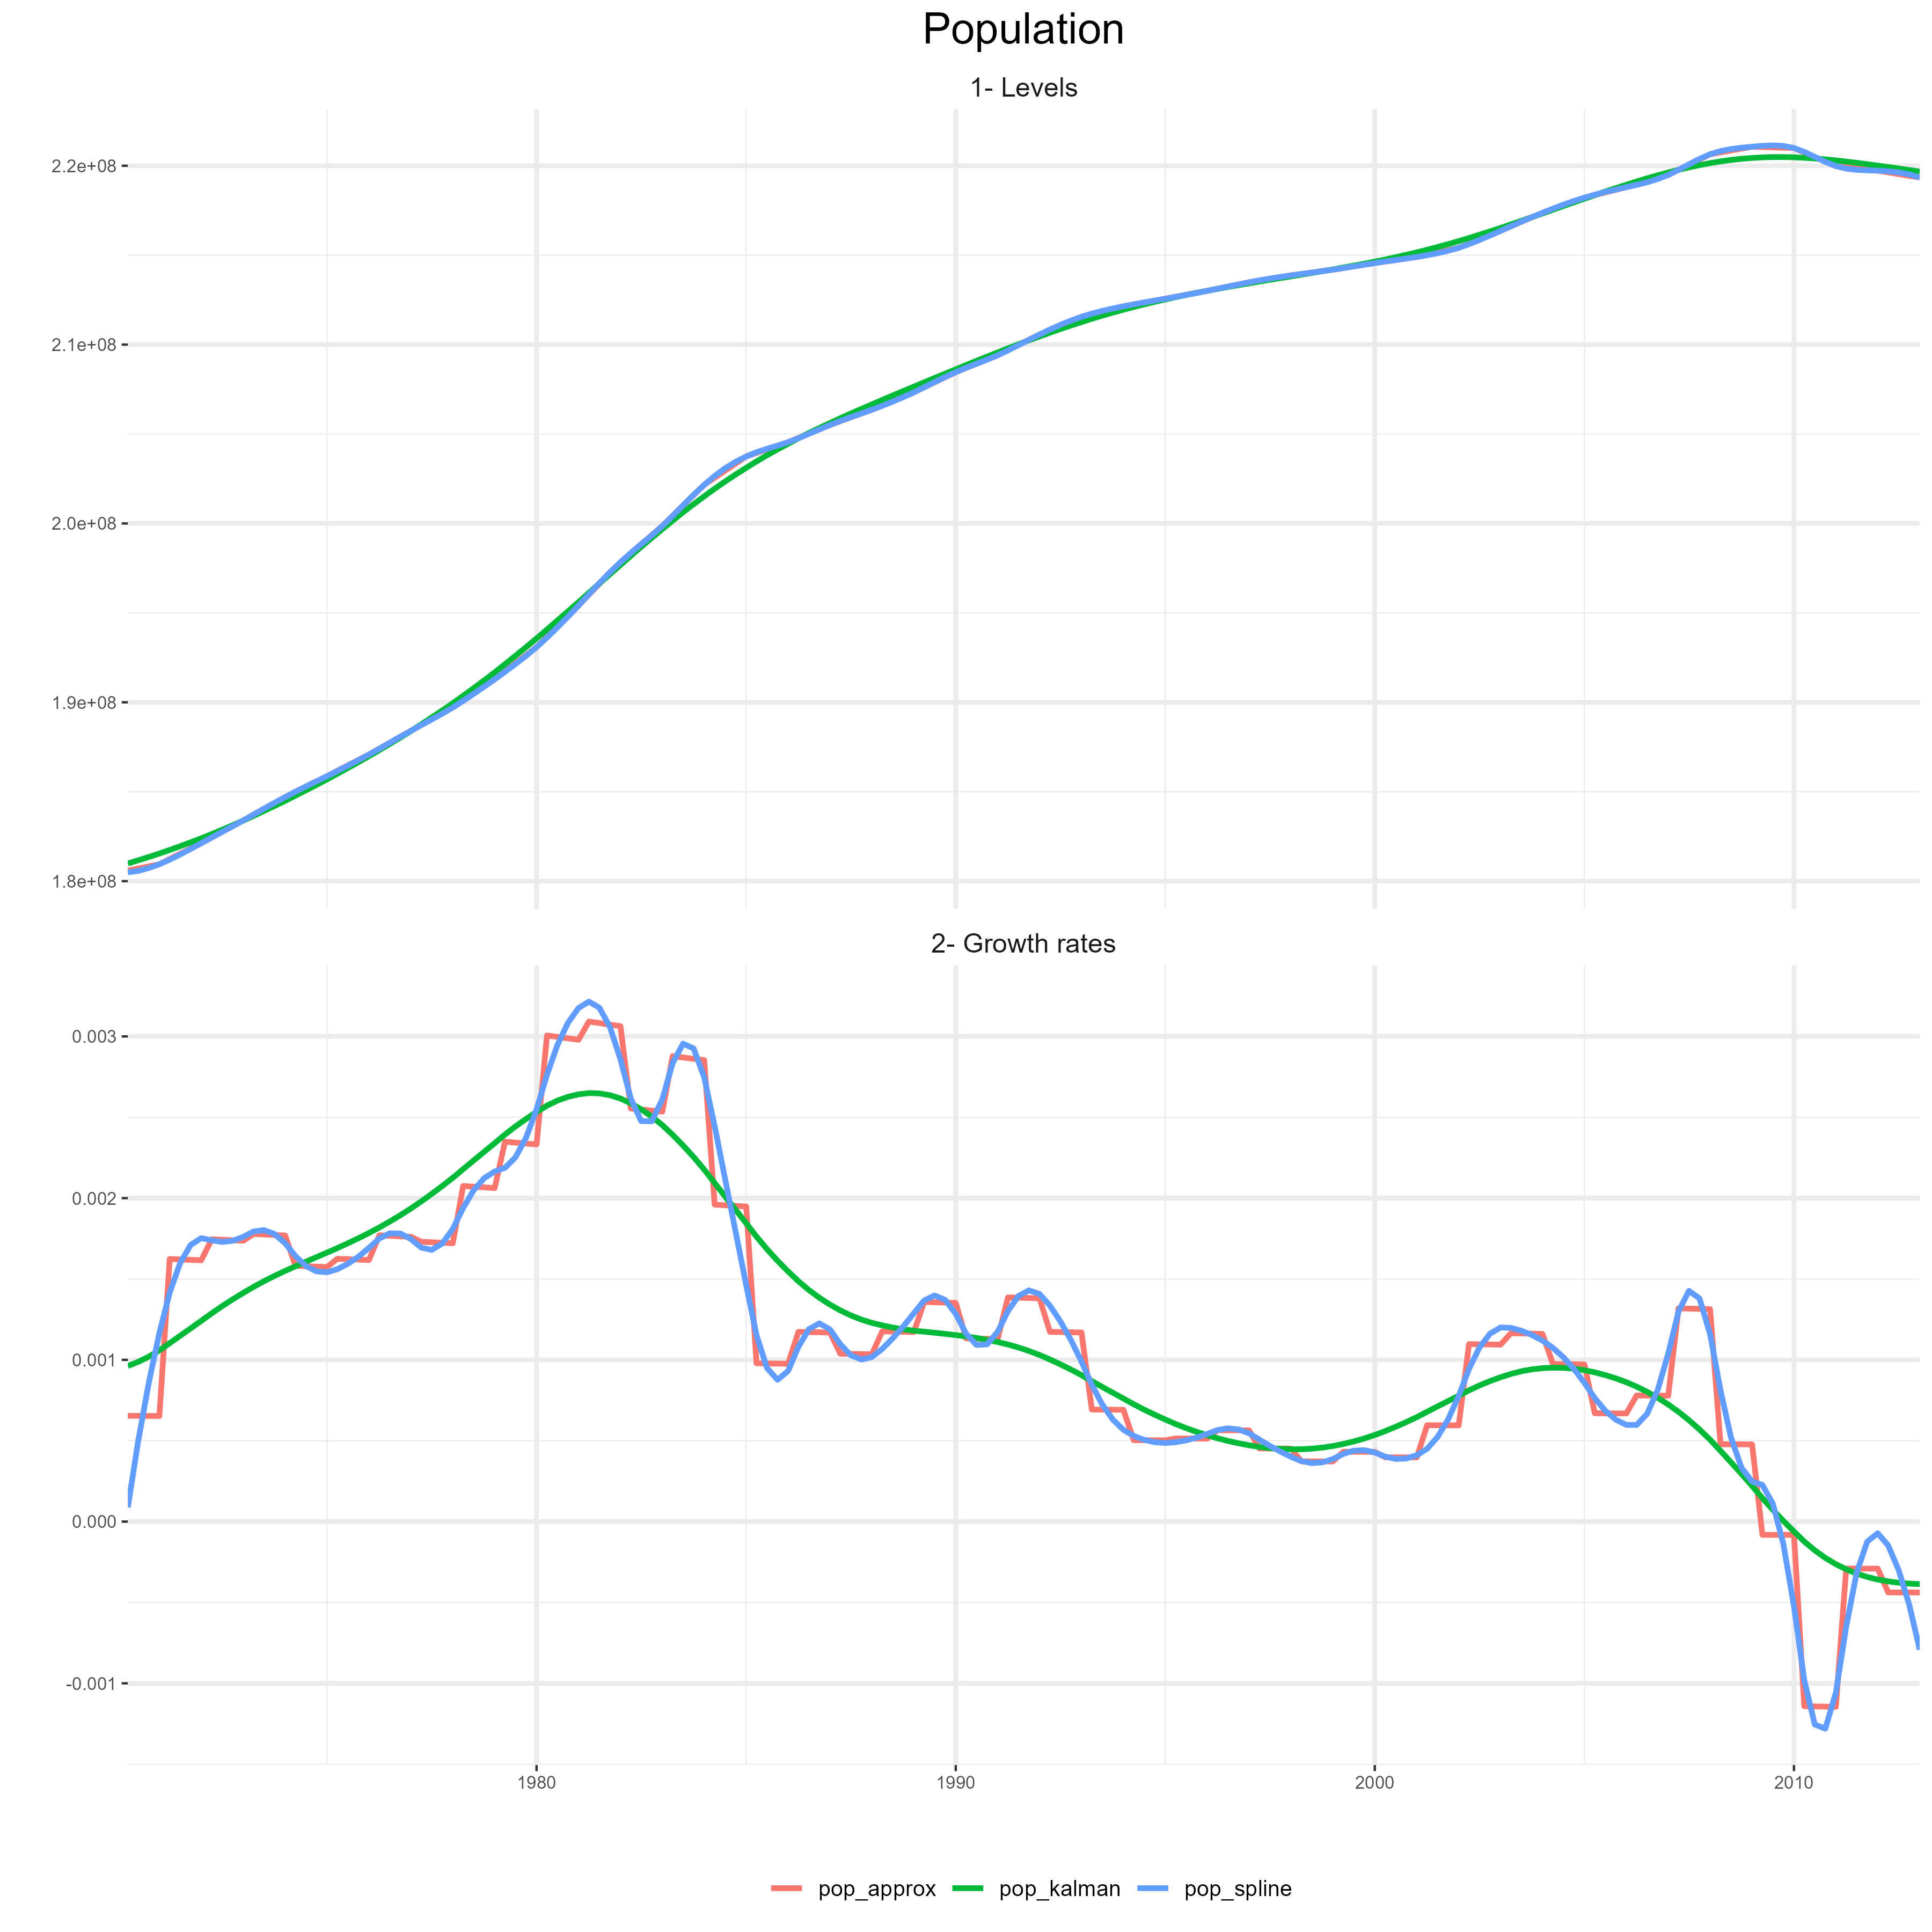 Population
1- Levels
2.2e+08
2.1e+08
2.0e+08
1.9e+08
1.8e+08
2- Growth rates
0.003
0.002
0.001
0.000
-0.001
1980 1990 2000 2010
pop_approx pop_kalman pop_spline